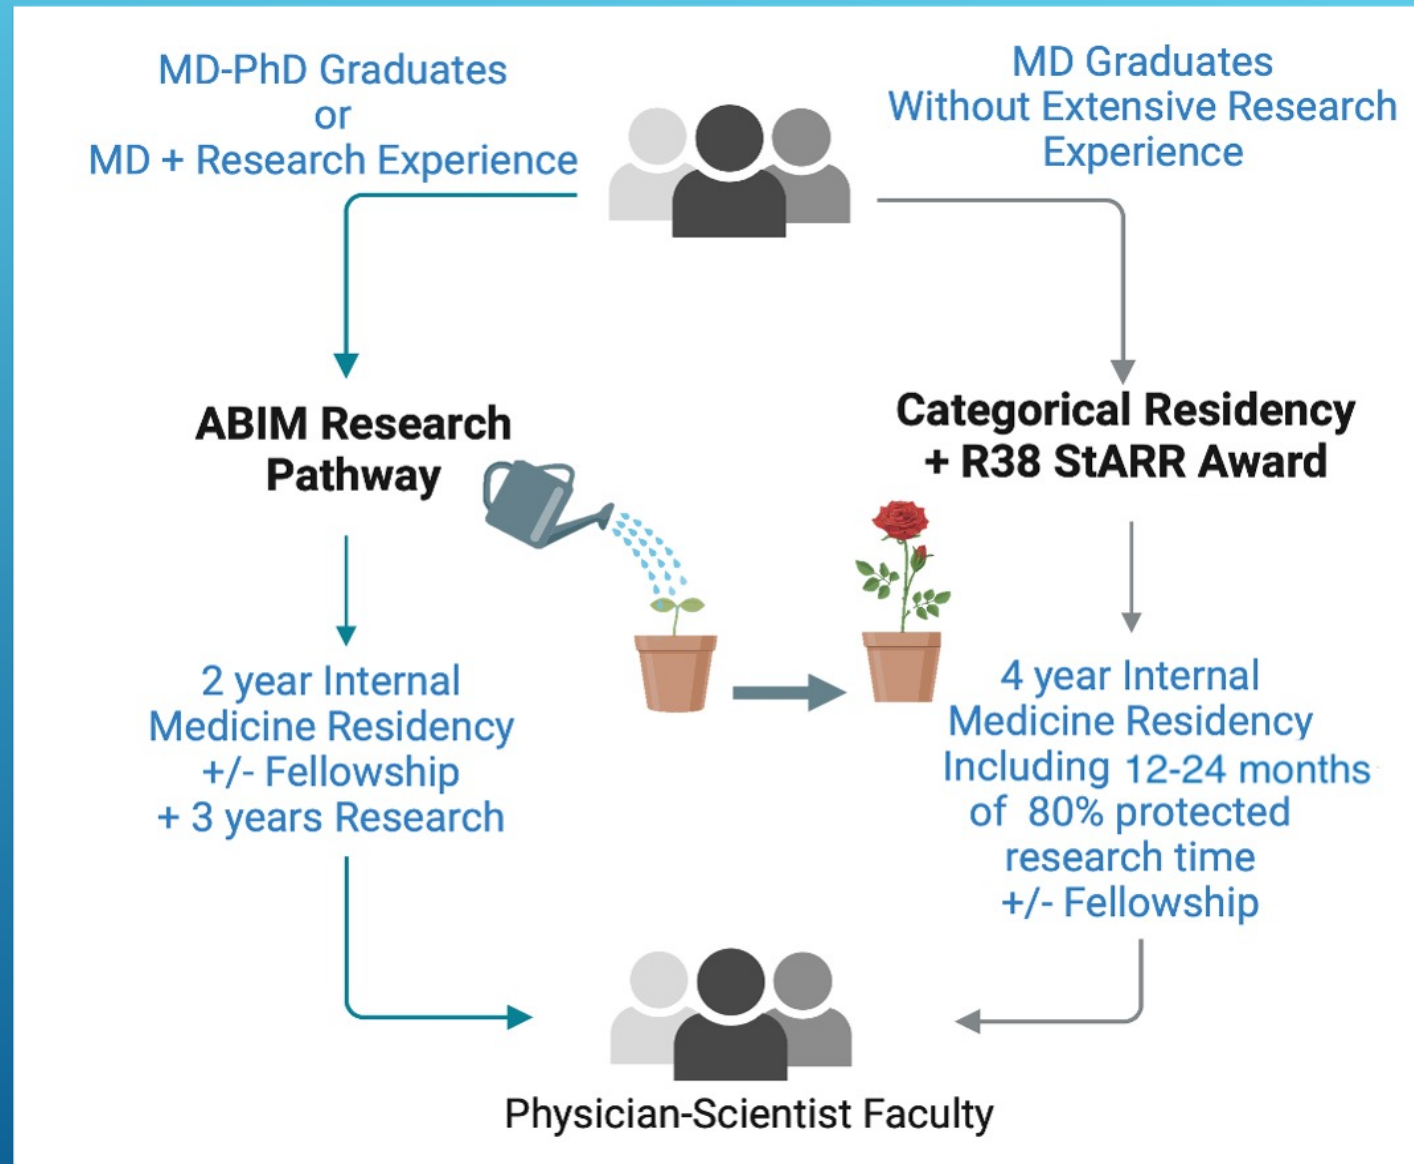 MD-PhD Graduates
or
MD + Research Experience
MD Graduates
Without Extensive Research
Experience
ABIM Research
Pathway
Categorical Residency
+ R38 StARR Award
2 year Internal
Medicine Residency
+/- Fellowship
+ 3 years Research
4 year Internal
Medicine Residency
Including 12-24 months
of 80% protected
research time
+/- Fellowship
Physician-Scientist Faculty